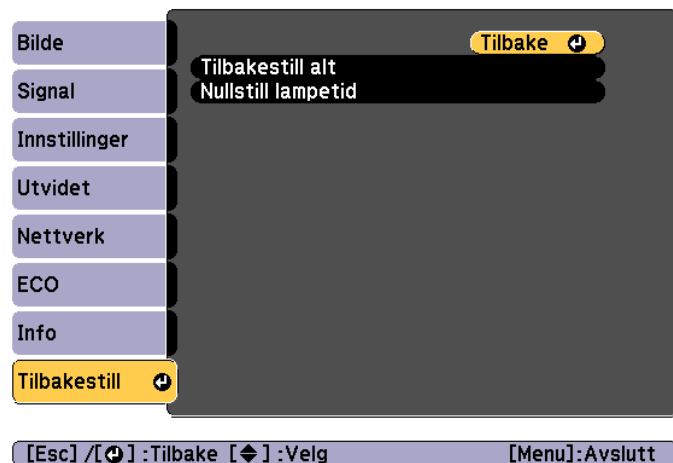 Bilde
Signal
Innstillinger
Utvidet
Nettverk
ECO
Info
Tilbakestill
Tilbake
Tilbakestill alt
Nullstill lampetid
[Esc] /[⏎] :Tilbake [◆] :Velg [Menu]:Avslutt